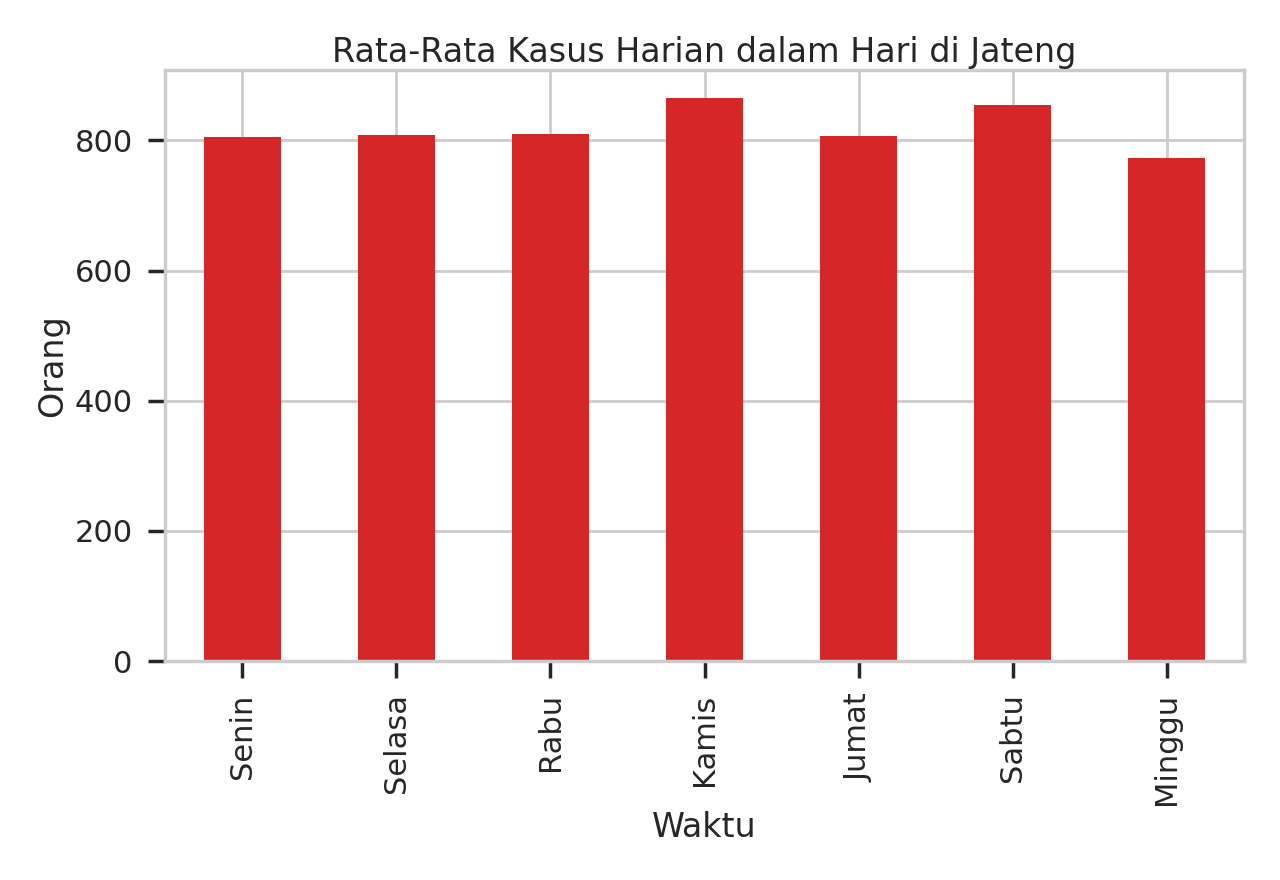 Rata-Rata Kasus Harian dalam Hari di Jateng
Orang
800
600
400
200
0
Senin
Selasa
Rabu
Kamis
Jumat
Sabtu
Minggu
Waktu